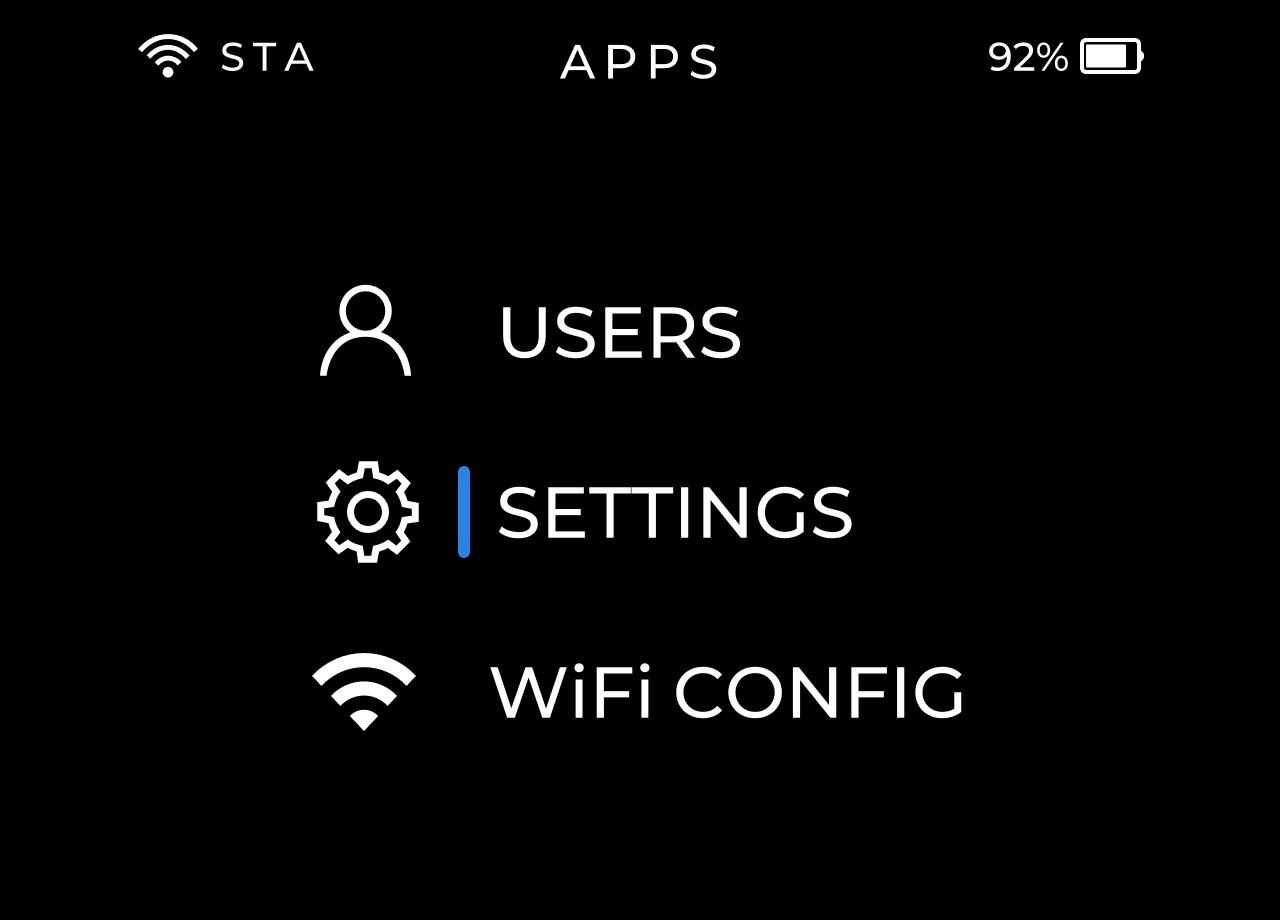 STA APPS 92%
USERS
SETTINGS
WiFi CONFIG